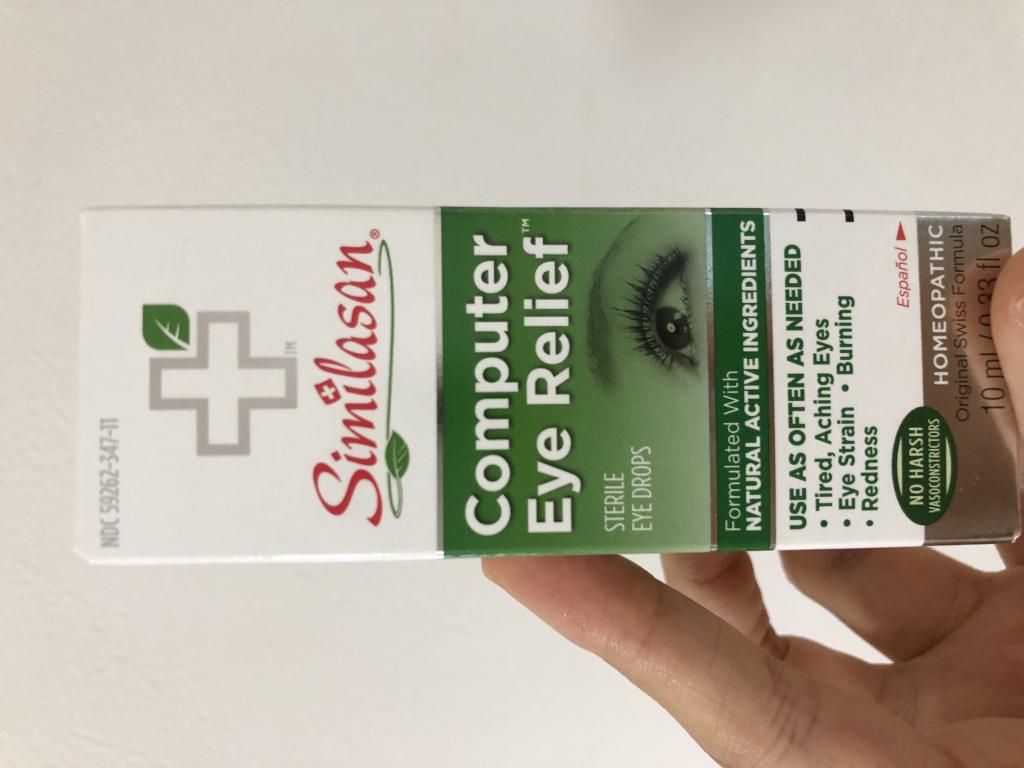 NDC 59262-347-11
TM
Similasan®
Computer
Eye Relief™
STERILE
EYE DROPS
Formulated With
NATURAL ACTIVE INGREDIENTS
USE AS OFTEN AS NEEDED
• Tired, Aching Eyes
• Eye Strain • Burning
• Redness
Español ►
NO HARSH
VASOCONSTRICTORS
HOMEOPATHIC
Original Swiss Formula
10 ml / 0.33 fl OZ